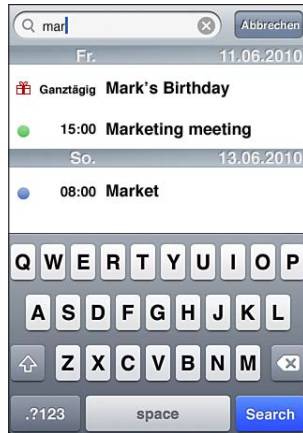 mar Abbrechen
Fr. 11.06.2010
Ganztägig Mark's Birthday
15:00 Marketing meeting
So. 13.06.2010
08:00 Market
Q W E R T Y U I O P
A S D F G H J K L
Z X C V B N M
.?123 space Search